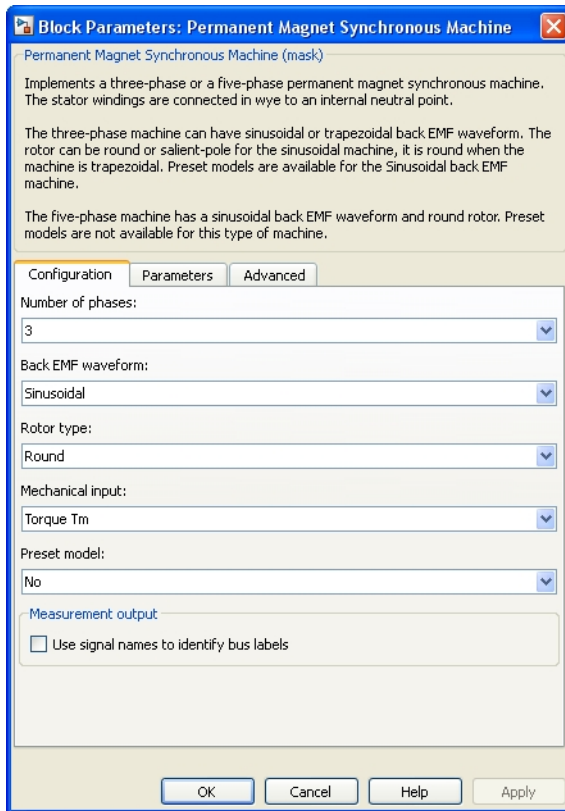 Block Parameters: Permanent Magnet Synchronous Machine
Permanent Magnet Synchronous Machine (mask)
Implements a three-phase or a five-phase permanent magnet synchronous machine.
The stator windings are connected in wye to an internal neutral point.
The three-phase machine can have sinusoidal or trapezoidal back EMF waveform. The
rotor can be round or salient-pole for the sinusoidal machine, it is round when the
machine is trapezoidal. Preset models are available for the Sinusoidal back EMF
machine.
The five-phase machine has a sinusoidal back EMF waveform and round rotor. Preset
models are not available for this type of machine.
Configuration Parameters Advanced
Number of phases:
3
Back EMF waveform:
Sinusoidal
Rotor type:
Round
Mechanical input:
Torque Tm
Preset model:
No
Measurement output
Use signal names to identify bus labels
OK Cancel Help Apply